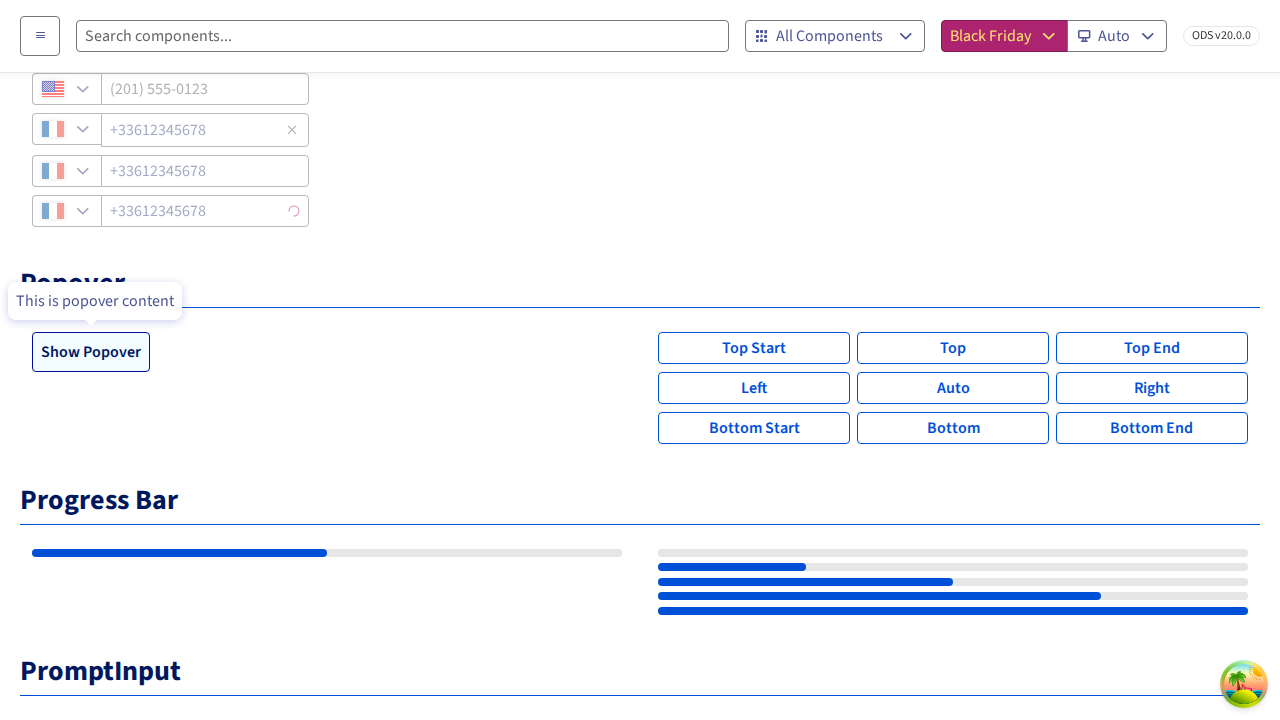 Search components...
All Components
Black Friday
Auto
ODS v20.0.0
(201) 555-0123
+33612345678
+33612345678
+33612345678
Popover
This is popover content
Show Popover
Top Start
Top
Top End
Left
Auto
Right
Bottom Start
Bottom
Bottom End
Progress Bar
PromptInput